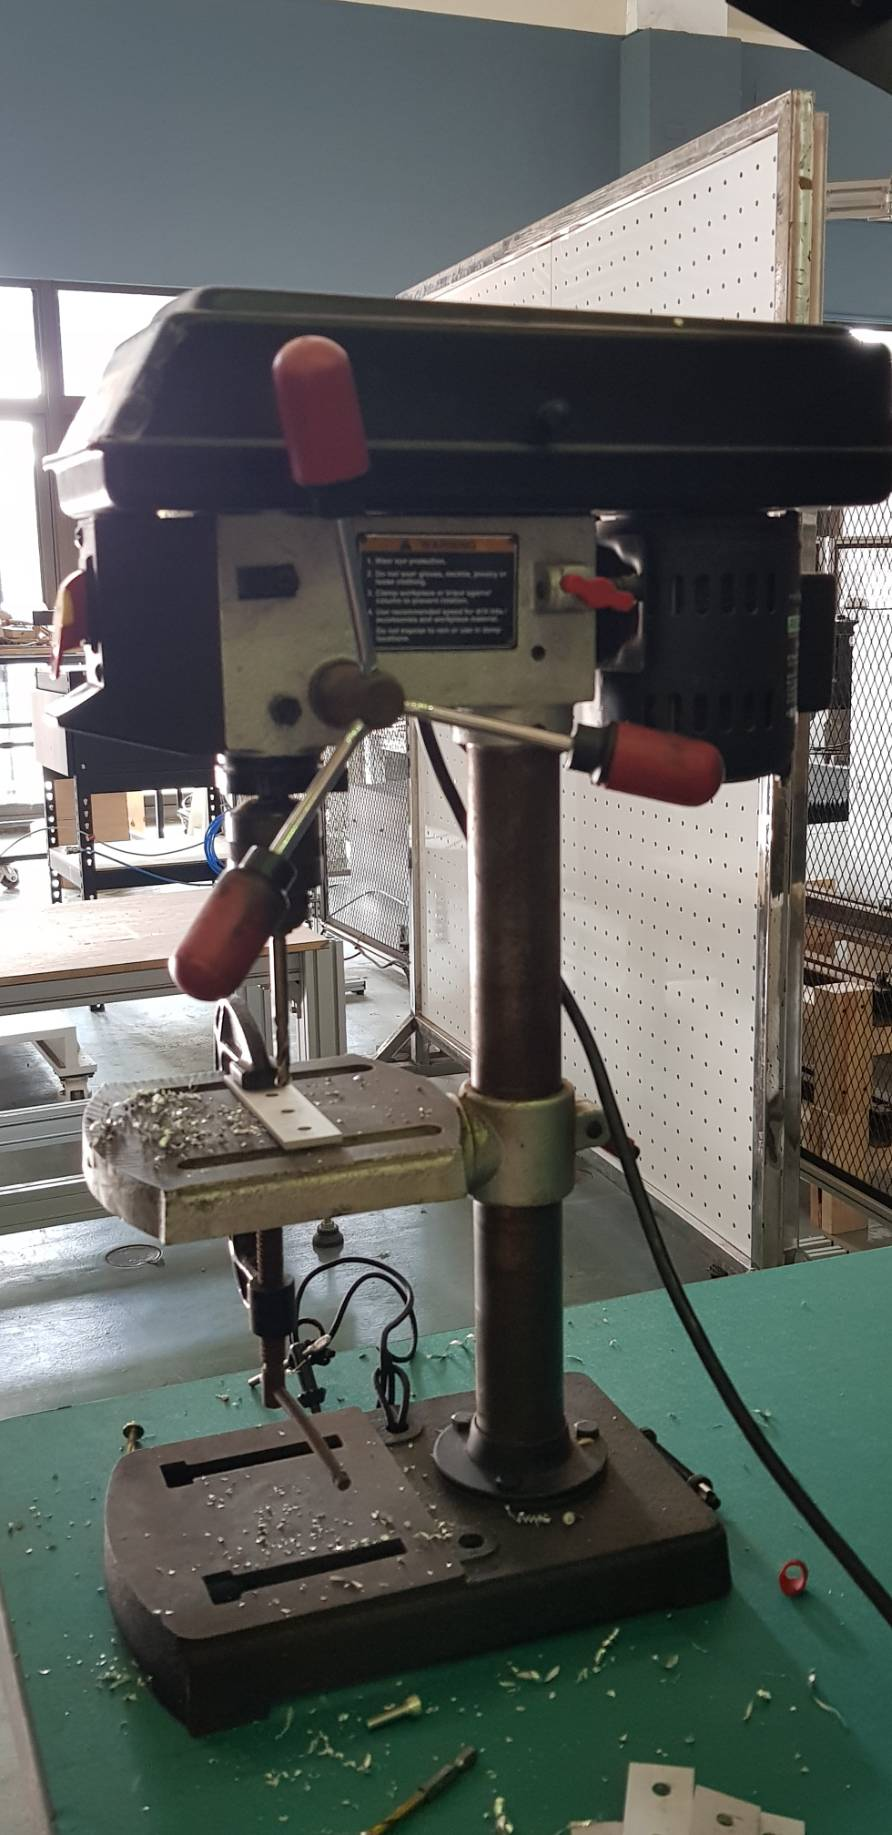 WARNING
1. Wear eye protection.
2. Do not wear gloves, necktie, jewelry or
loose clothing.
3. Clamp workpiece or brace against
column to prevent rotation.
4. Use recommended speed for drill bits /
accessories and workpiece material.
Do not expose to rain or use in damp
locations.